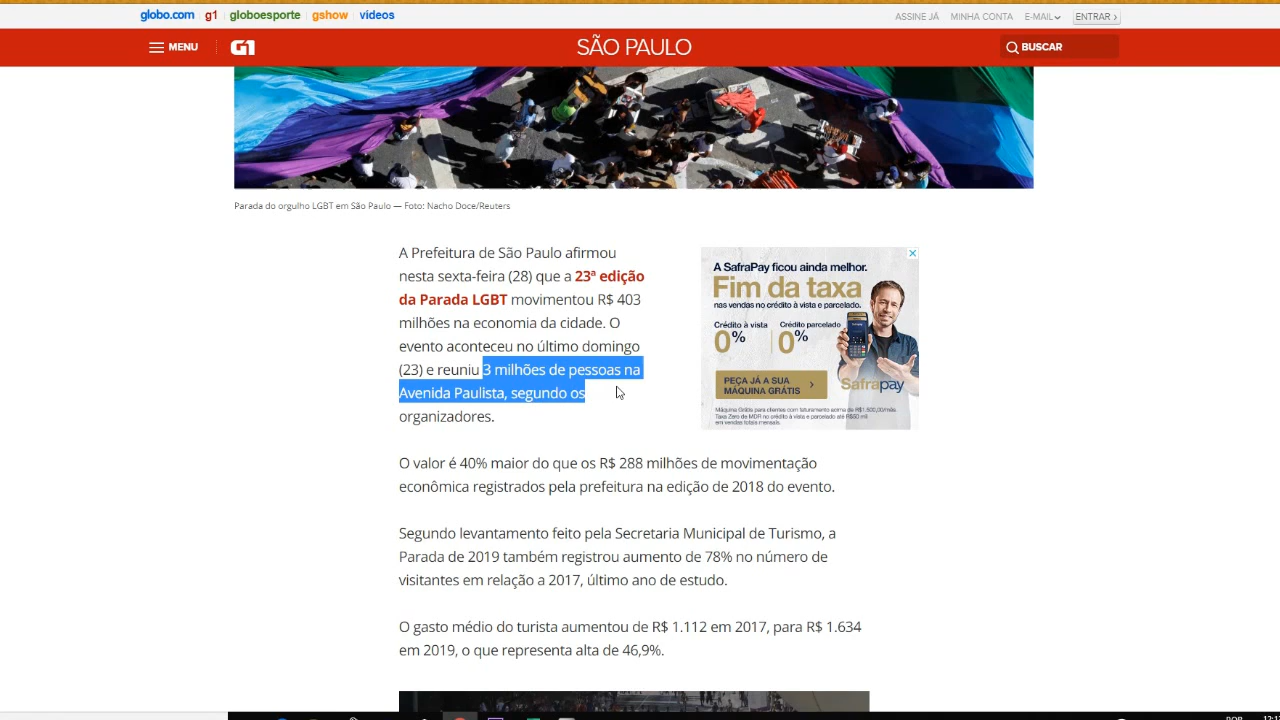 globo.com g1 globoesporte gshow videos
ASSINE JÁ MINHA CONTA E-MAIL ENTRAR ›
MENU G1 SÃO PAULO BUSCAR
Parada do orgulho LGBT em São Paulo — Foto: Nacho Doce/Reuters
A Prefeitura de São Paulo afirmou
nesta sexta-feira (28) que a 23ª edição
da Parada LGBT movimentou R$ 403
milhões na economia da cidade. O
evento aconteceu no último domingo
(23) e reuniu 3 milhões de pessoas na
Avenida Paulista, segundo os
organizadores.
A SafraPay ficou ainda melhor.
Fim da taxa
nas vendas no crédito à vista e parcelado.
Crédito à vista
0%
Crédito parcelado
0%
PEÇA JÁ A SUA
MÁQUINA GRÁTIS
Safrapay
O valor é 40% maior do que os R$ 288 milhões de movimentação
econômica registrados pela prefeitura na edição de 2018 do evento.
Segundo levantamento feito pela Secretaria Municipal de Turismo, a
Parada de 2019 também registrou aumento de 78% no número de
visitantes em relação a 2017, último ano de estudo.
O gasto médio do turista aumentou de R$ 1.112 em 2017, para R$ 1.634
em 2019, o que representa alta de 46,9%.